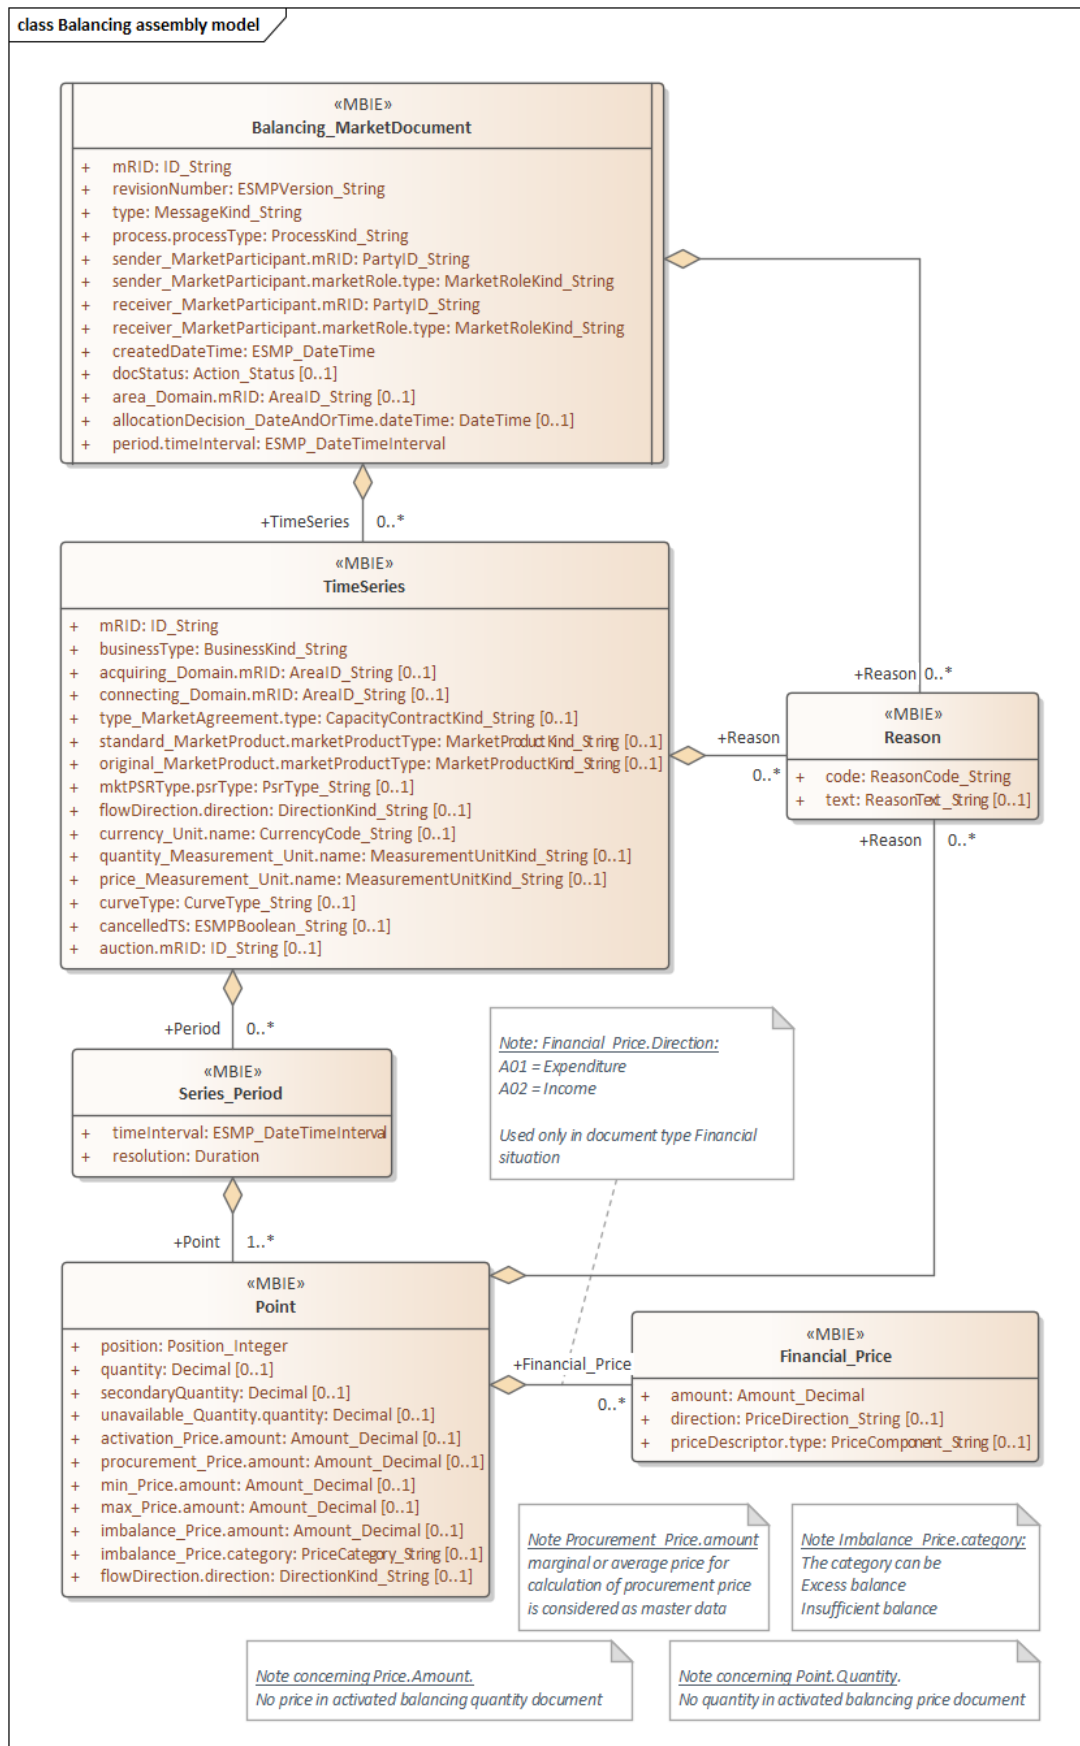 class Balancing assembly model
«MBIE»
Balancing_MarketDocument
+ mRID: ID_String
+ revisionNumber: ESMPVersion_String
+ type: MessageKind_String
+ process.processType: ProcessKind_String
+ sender_MarketParticipant.mRID: PartyID_String
+ sender_MarketParticipant.marketRole.type: MarketRoleKind_String
+ receiver_MarketParticipant.mRID: PartyID_String
+ receiver_MarketParticipant.marketRole.type: MarketRoleKind_String
+ createdDateTime: ESMP_DateTime
+ docStatus: Action_Status [0..1]
+ area_Domain.mRID: AreaID_String [0..1]
+ allocationDecision_DateAndOrTime.dateTime: DateTime [0..1]
+ period.timeInterval: ESMP_DateTimeInterval
+TimeSeries 0..*
«MBIE»
TimeSeries
+ mRID: ID_String
+ businessType: BusinessKind_String
+ acquiring_Domain.mRID: AreaID_String [0..1]
+ connecting_Domain.mRID: AreaID_String [0..1]
+ type_MarketAgreement.type: CapacityContractKind_String [0..1]
+ standard_MarketProduct.marketProductType: MarketProductKind_String [0..1]
+ original_MarketProduct.marketProductType: MarketProductKind_String [0..1]
+ mktPSRType.psrType: PsrType_String [0..1]
+ flowDirection.direction: DirectionKind_String [0..1]
+ currency_Unit.name: CurrencyCode_String [0..1]
+ quantity_Measurement_Unit.name: MeasurementUnitKind_String [0..1]
+ price_Measurement_Unit.name: MeasurementUnitKind_String [0..1]
+ curveType: CurveType_String [0..1]
+ cancelledTS: ESMPBoolean_String [0..1]
+ auction.mRID: ID_String [0..1]
+Reason 0..*
+Reason
0..*
«MBIE»
Reason
+ code: ReasonCode_String
+ text: ReasonText_String [0..1]
+Reason 0..*
+Period 0..*
«MBIE»
Series_Period
+ timeInterval: ESMP_DateTimeInterval
+ resolution: Duration
Note: Financial_Price.Direction:
A01 = Expenditure
A02 = Income
Used only in document type Financial
situation
+Point 1..*
«MBIE»
Point
+ position: Position_Integer
+ quantity: Decimal [0..1]
+ secondaryQuantity: Decimal [0..1]
+ unavailable_Quantity.quantity: Decimal [0..1]
+ activation_Price.amount: Amount_Decimal [0..1]
+ procurement_Price.amount: Amount_Decimal [0..1]
+ min_Price.amount: Amount_Decimal [0..1]
+ max_Price.amount: Amount_Decimal [0..1]
+ imbalance_Price.amount: Amount_Decimal [0..1]
+ imbalance_Price.category: PriceCategory_String [0..1]
+ flowDirection.direction: DirectionKind_String [0..1]
+Financial_Price
0..*
«MBIE»
Financial_Price
+ amount: Amount_Decimal
+ direction: PriceDirection_String [0..1]
+ priceDescriptor.type: PriceComponent_String [0..1]
Note Procurement_Price.amount
marginal or average price for
calculation of procurement price
is considered as master data
Note Imbalance_Price.category:
The category can be
Excess balance
Insufficient balance
Note concerning Price.Amount.
No price in activated balancing quantity document
Note concerning Point.Quantity.
No quantity in activated balancing price document